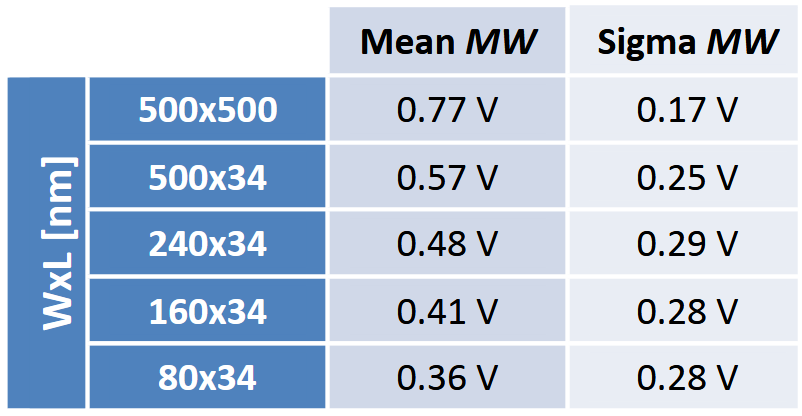 Mean MW Sigma MW
WxL [nm]
500x500 0.77 V 0.17 V
500x34 0.57 V 0.25 V
240x34 0.48 V 0.29 V
160x34 0.41 V 0.28 V
80x34 0.36 V 0.28 V